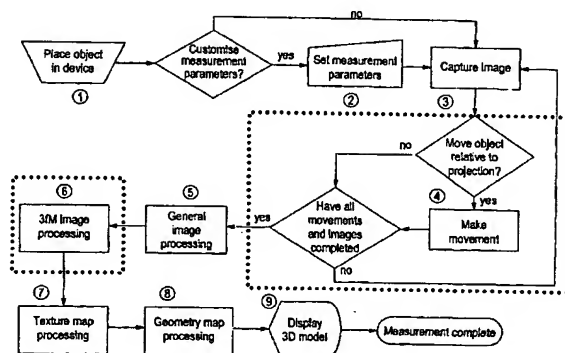 no
Place object
in device
①
Customise
measurement
parameters?
yes
Set measurement
parameters
②
Capture Image
③
Move object
relative to
projection?
no
yes
④
Make
movement
Have all
movements
and Images
completed
yes
no
⑤
General
image
processing
⑥
3fM Image
processing
⑦
Texture map
processing
⑧
Geometry map
processing
⑨
Display
3D model
Measurement complete